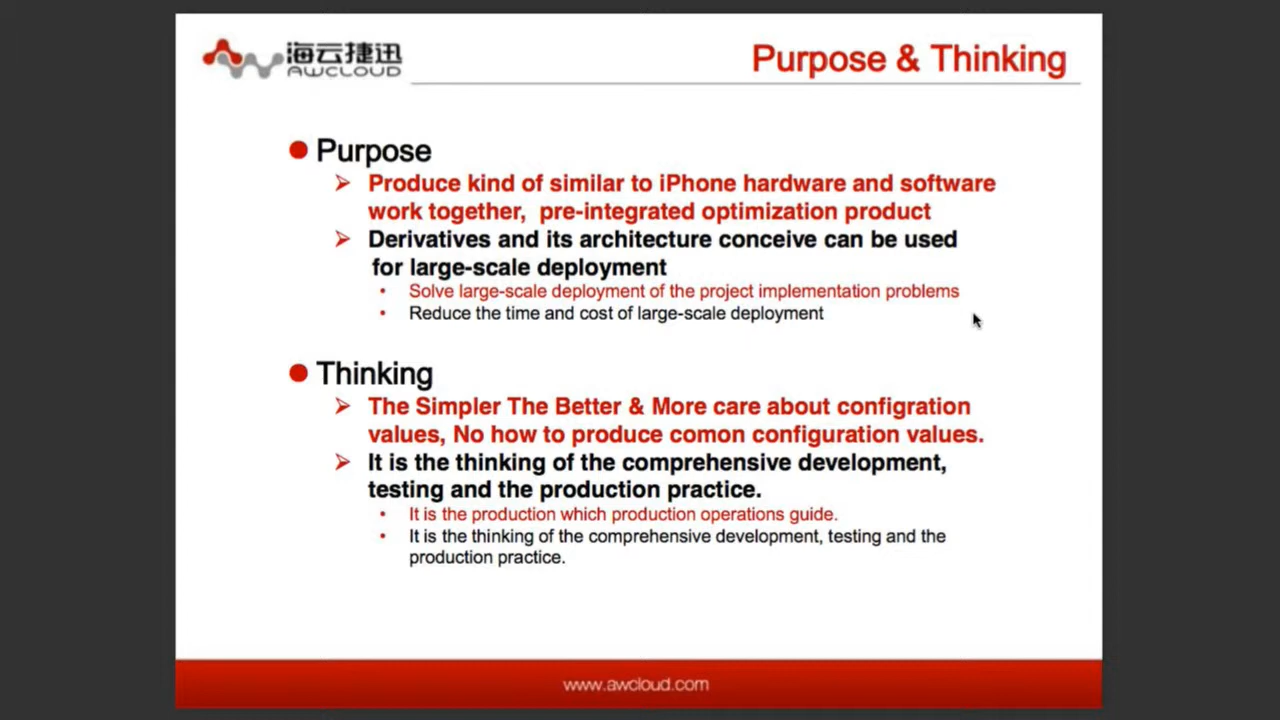 海云捷迅
AWCLOUD
Purpose & Thinking
Purpose
Produce kind of similar to iPhone hardware and software
work together, pre-integrated optimization product
Derivatives and its architecture conceive can be used
for large-scale deployment
Solve large-scale deployment of the project implementation problems
Reduce the time and cost of large-scale deployment
Thinking
The Simpler The Better & More care about configration
values, No how to produce comon configuration values.
It is the thinking of the comprehensive development,
testing and the production practice.
It is the production which production operations guide.
It is the thinking of the comprehensive development, testing and the
production practice.
www.awcloud.com